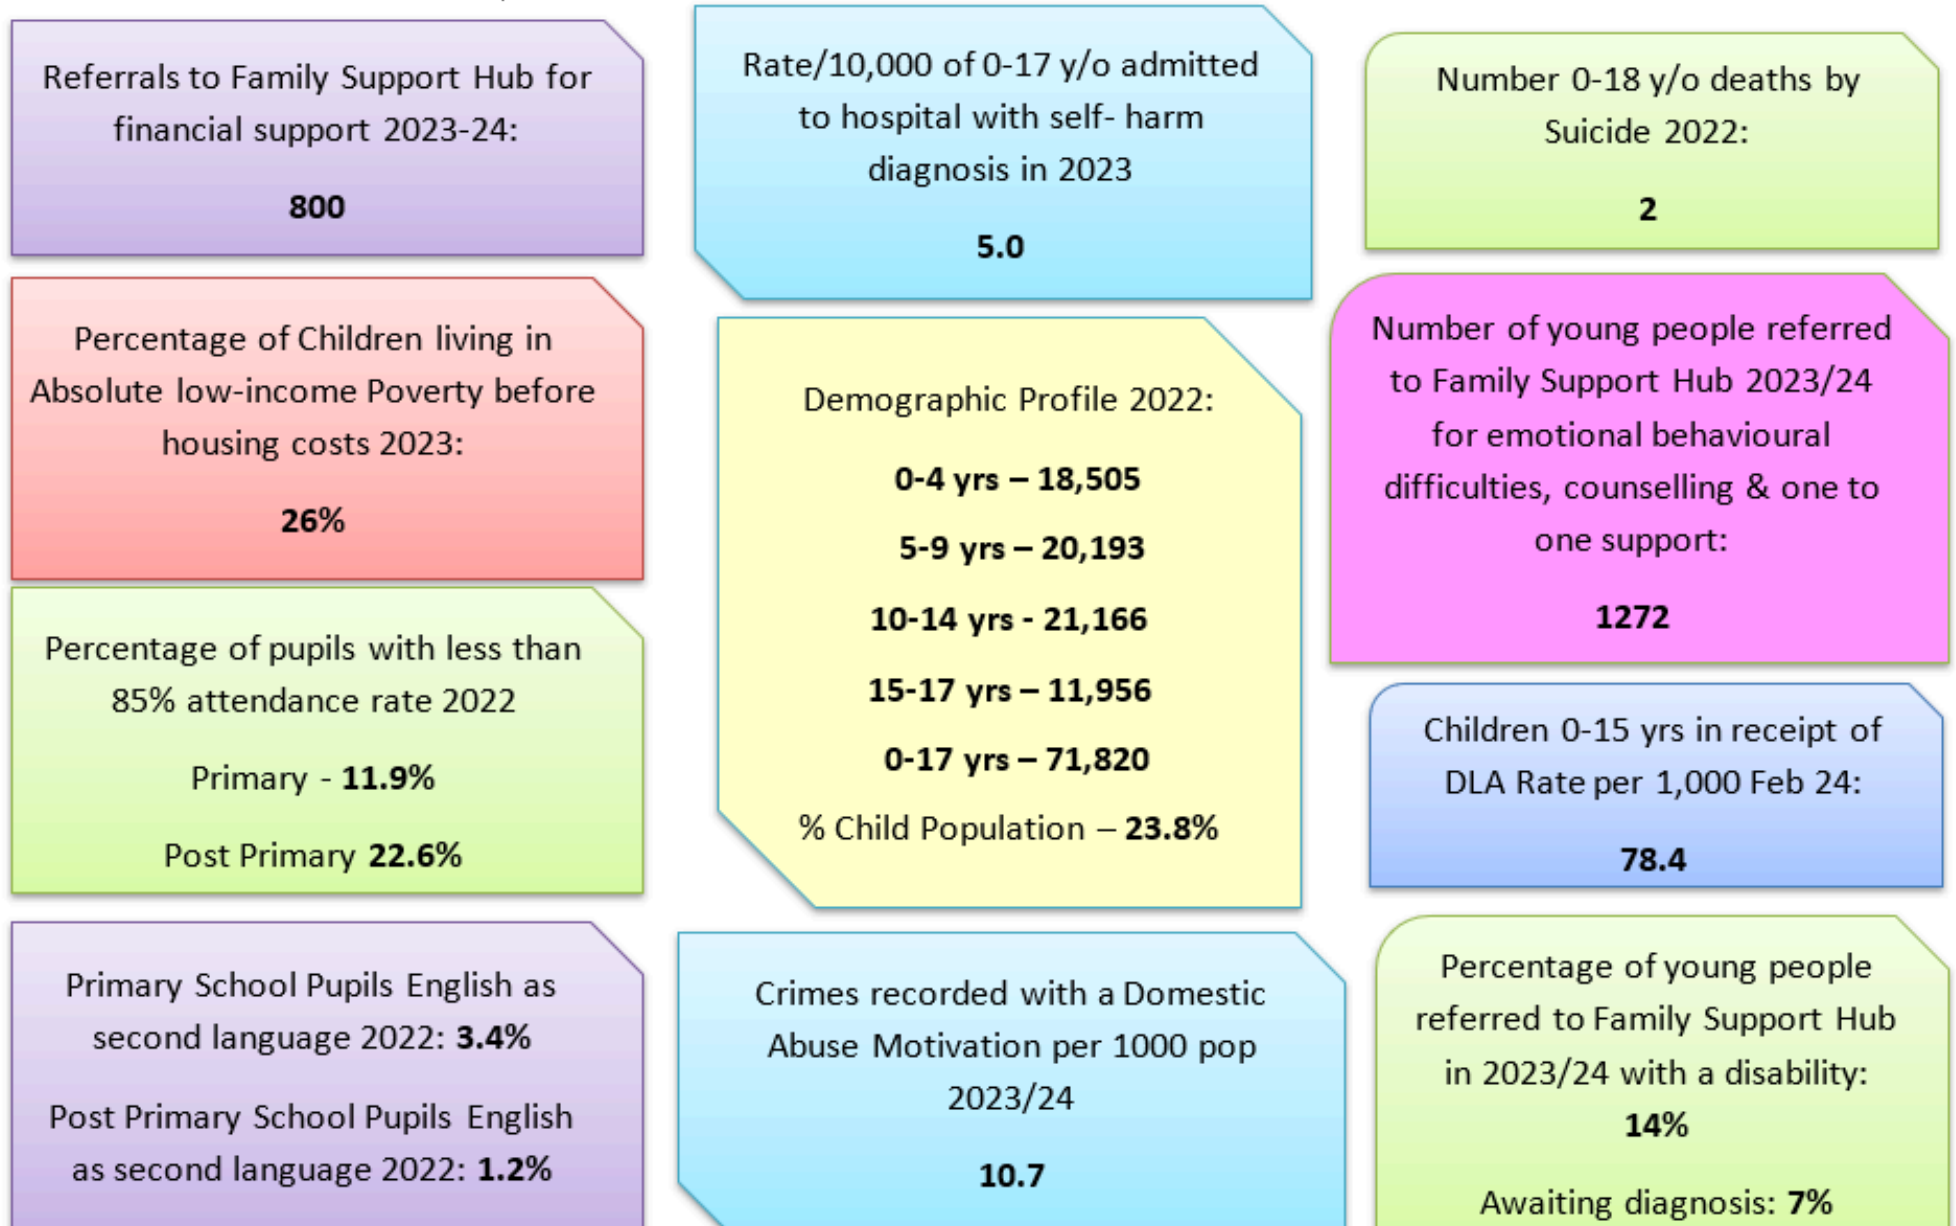 Referrals to Family Support Hub for
financial support 2023-24:
800
Rate/10,000 of 0-17 y/o admitted
to hospital with self- harm
diagnosis in 2023
5.0
Number 0-18 y/o deaths by
Suicide 2022:
2
Percentage of Children living in
Absolute low-income Poverty before
housing costs 2023:
26%
Demographic Profile 2022:
0-4 yrs – 18,505
5-9 yrs – 20,193
10-14 yrs - 21,166
15-17 yrs – 11,956
0-17 yrs – 71,820
% Child Population – 23.8%
Number of young people referred
to Family Support Hub 2023/24
for emotional behavioural
difficulties, counselling & one to
one support:
1272
Percentage of pupils with less than
85% attendance rate 2022
Primary - 11.9%
Post Primary 22.6%
Children 0-15 yrs in receipt of
DLA Rate per 1,000 Feb 24:
78.4
Primary School Pupils English as
second language 2022: 3.4%
Post Primary School Pupils English
as second language 2022: 1.2%
Crimes recorded with a Domestic
Abuse Motivation per 1000 pop
2023/24
10.7
Percentage of young people
referred to Family Support Hub
in 2023/24 with a disability:
14%
Awaiting diagnosis: 7%